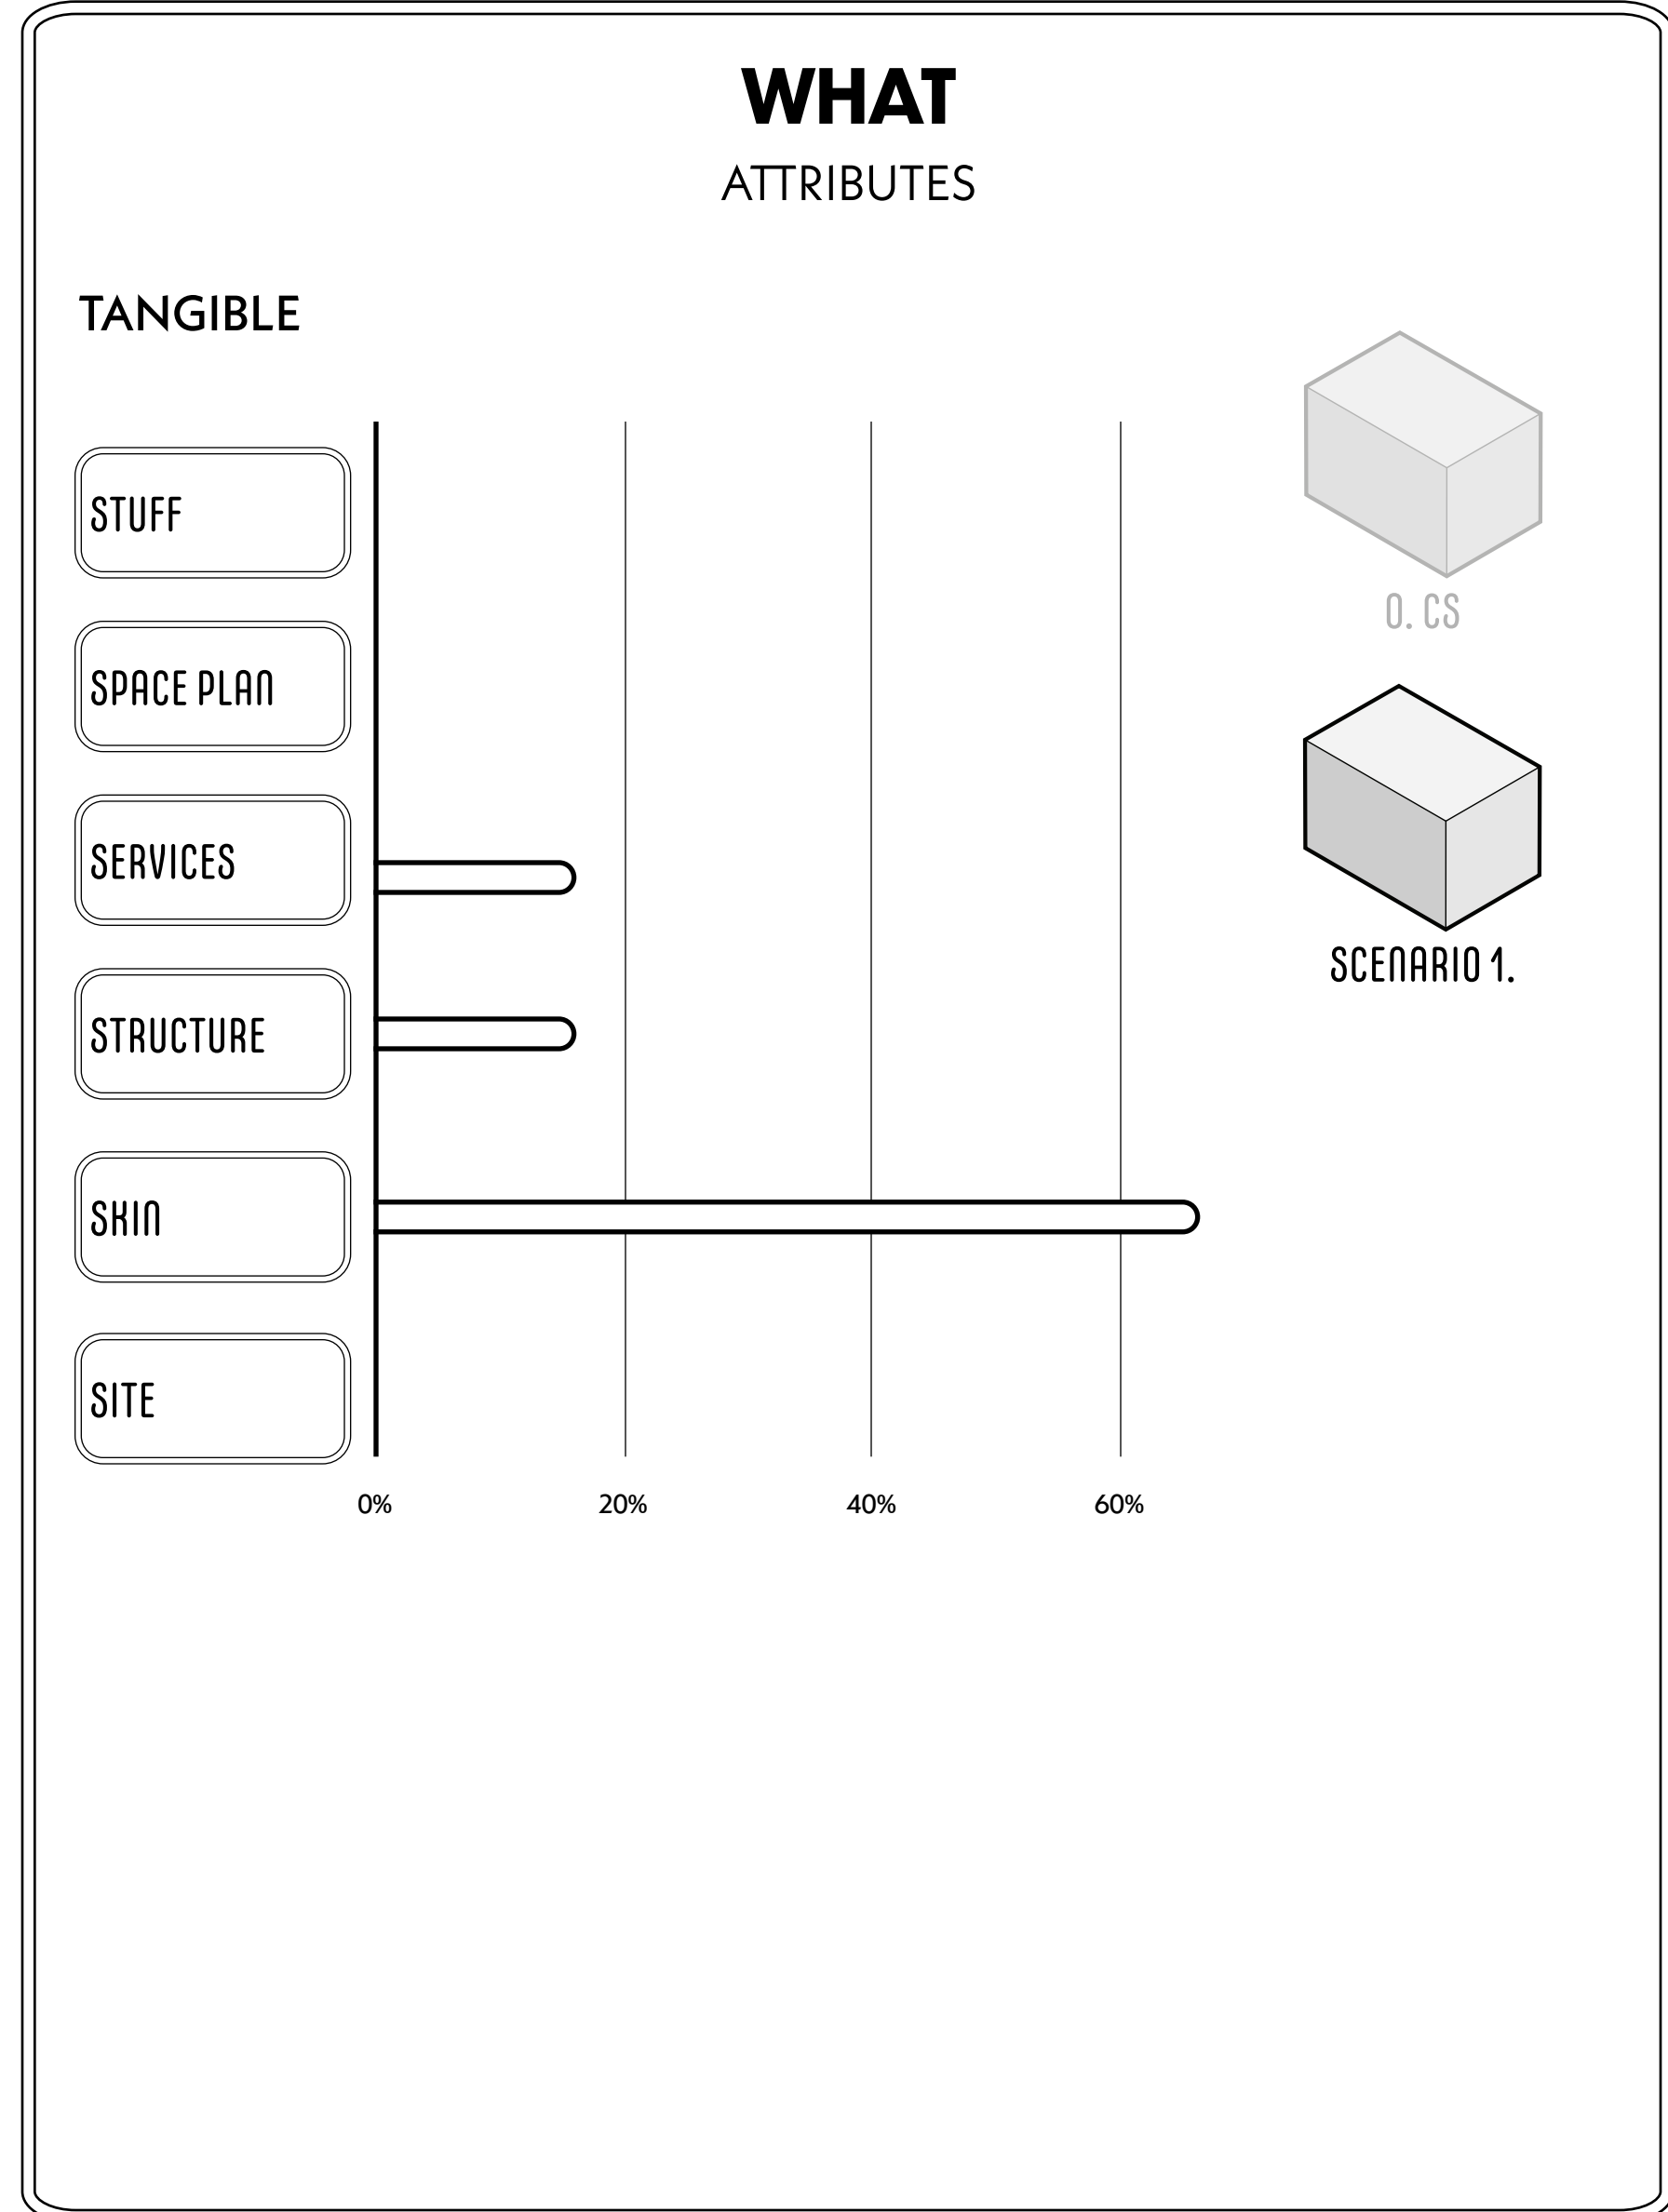 WHAT
ATTRIBUTES
TANGIBLE
STUFF
SPACE PLAN
SERVICES
STRUCTURE
SKIN
SITE
0% 20% 40% 60%
0. CS
SCENARIO 1.